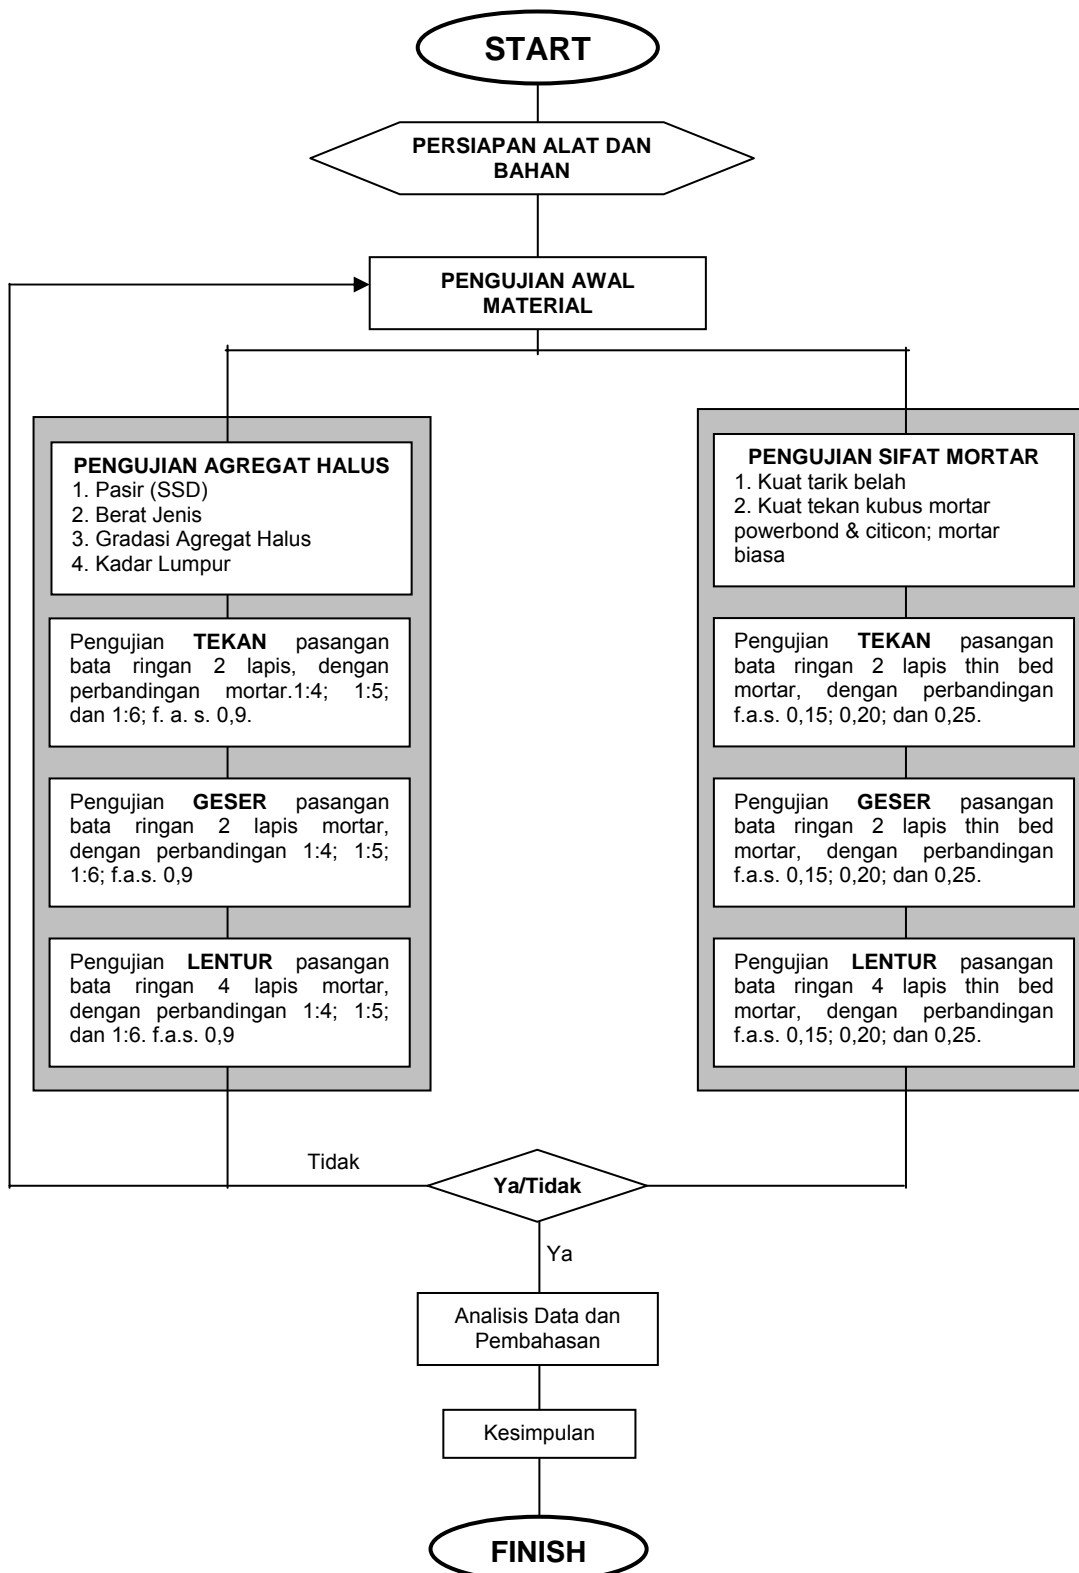 START
PERSIAPAN ALAT DAN
BAHAN
PENGUJIAN AWAL
MATERIAL
PENGUJIAN AGREGAT HALUS
1. Pasir (SSD)
2. Berat Jenis
3. Gradasi Agregat Halus
4. Kadar Lumpur
Pengujian TEKAN pasangan
bata ringan 2 lapis, dengan
perbandingan mortar.1:4; 1:5;
dan 1:6; f. a. s. 0,9.
Pengujian GESER pasangan
bata ringan 2 lapis mortar,
dengan perbandingan 1:4; 1:5;
1:6; f.a.s. 0,9
Pengujian LENTUR pasangan
bata ringan 4 lapis mortar,
dengan perbandingan 1:4; 1:5;
dan 1:6. f.a.s. 0,9
PENGUJIAN SIFAT MORTAR
1. Kuat tarik belah
2. Kuat tekan kubus mortar
powerbond & citicon; mortar
biasa
Pengujian TEKAN pasangan
bata ringan 2 lapis thin bed
mortar, dengan perbandingan
f.a.s. 0,15; 0,20; dan 0,25.
Pengujian GESER pasangan
bata ringan 2 lapis thin bed
mortar, dengan perbandingan
f.a.s. 0,15; 0,20; dan 0,25.
Pengujian LENTUR pasangan
bata ringan 4 lapis thin bed
mortar, dengan perbandingan
f.a.s. 0,15; 0,20; dan 0,25.
Tidak
Ya/Tidak
Ya
Analisis Data dan
Pembahasan
Kesimpulan
FINISH